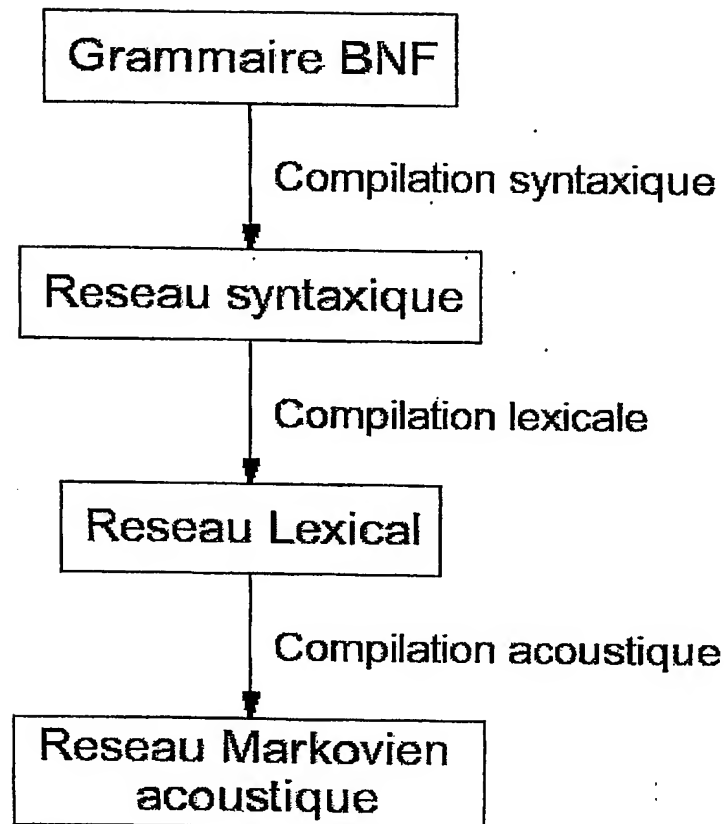 Grammaire BNF
Compilation syntaxique
Reseau syntaxique
Compilation lexicale
Reseau Lexical
Compilation acoustique
Reseau Markovien
acoustique